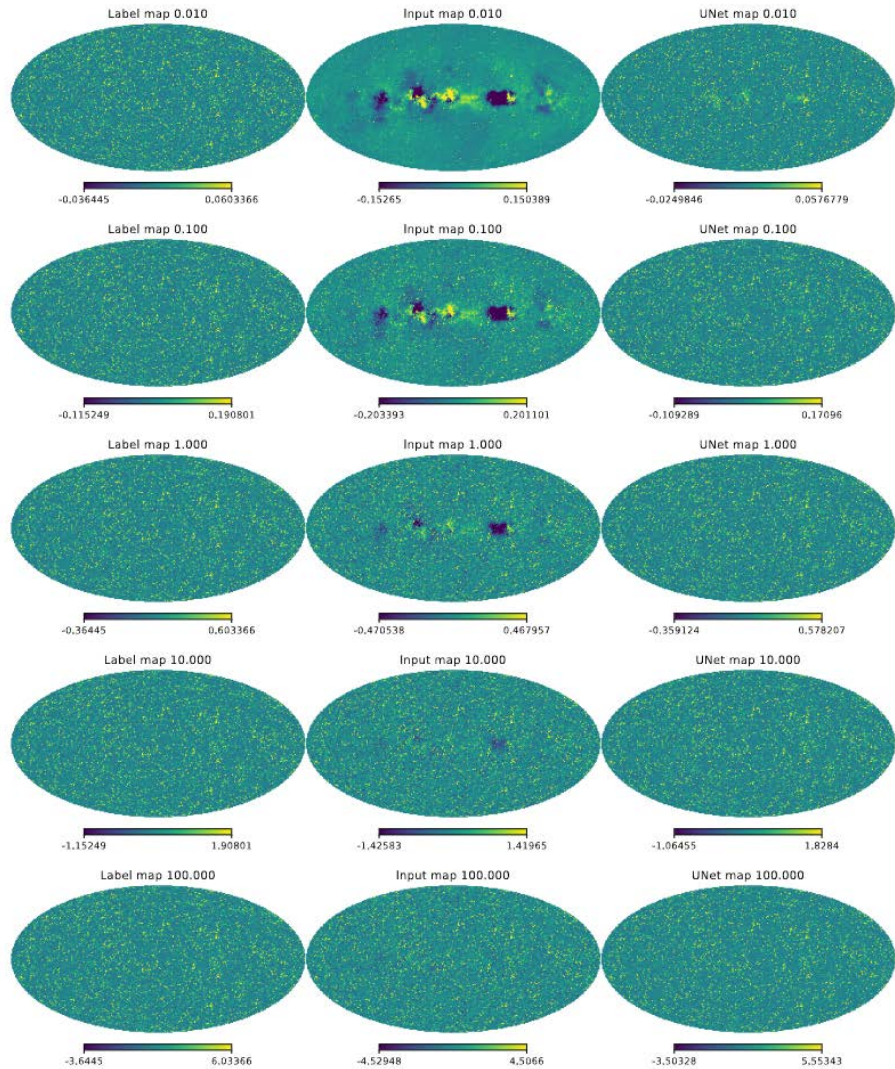 Label map 0.010
Input map 0.010
UNet map 0.010
-0.036445 0.0603366
-0.15265 0.150389
-0.0249846 0.0576779
Label map 0.100
Input map 0.100
UNet map 0.100
-0.115249 0.190801
-0.203393 0.201101
-0.109289 0.17096
Label map 1.000
Input map 1.000
UNet map 1.000
-0.36445 0.603366
-0.470538 0.467957
-0.359124 0.578207
Label map 10.000
Input map 10.000
UNet map 10.000
-1.15249 1.90801
-1.42583 1.41965
-1.06455 1.8284
Label map 100.000
Input map 100.000
UNet map 100.000
-3.6445 6.03366
-4.52948 4.5066
-3.50328 5.55343